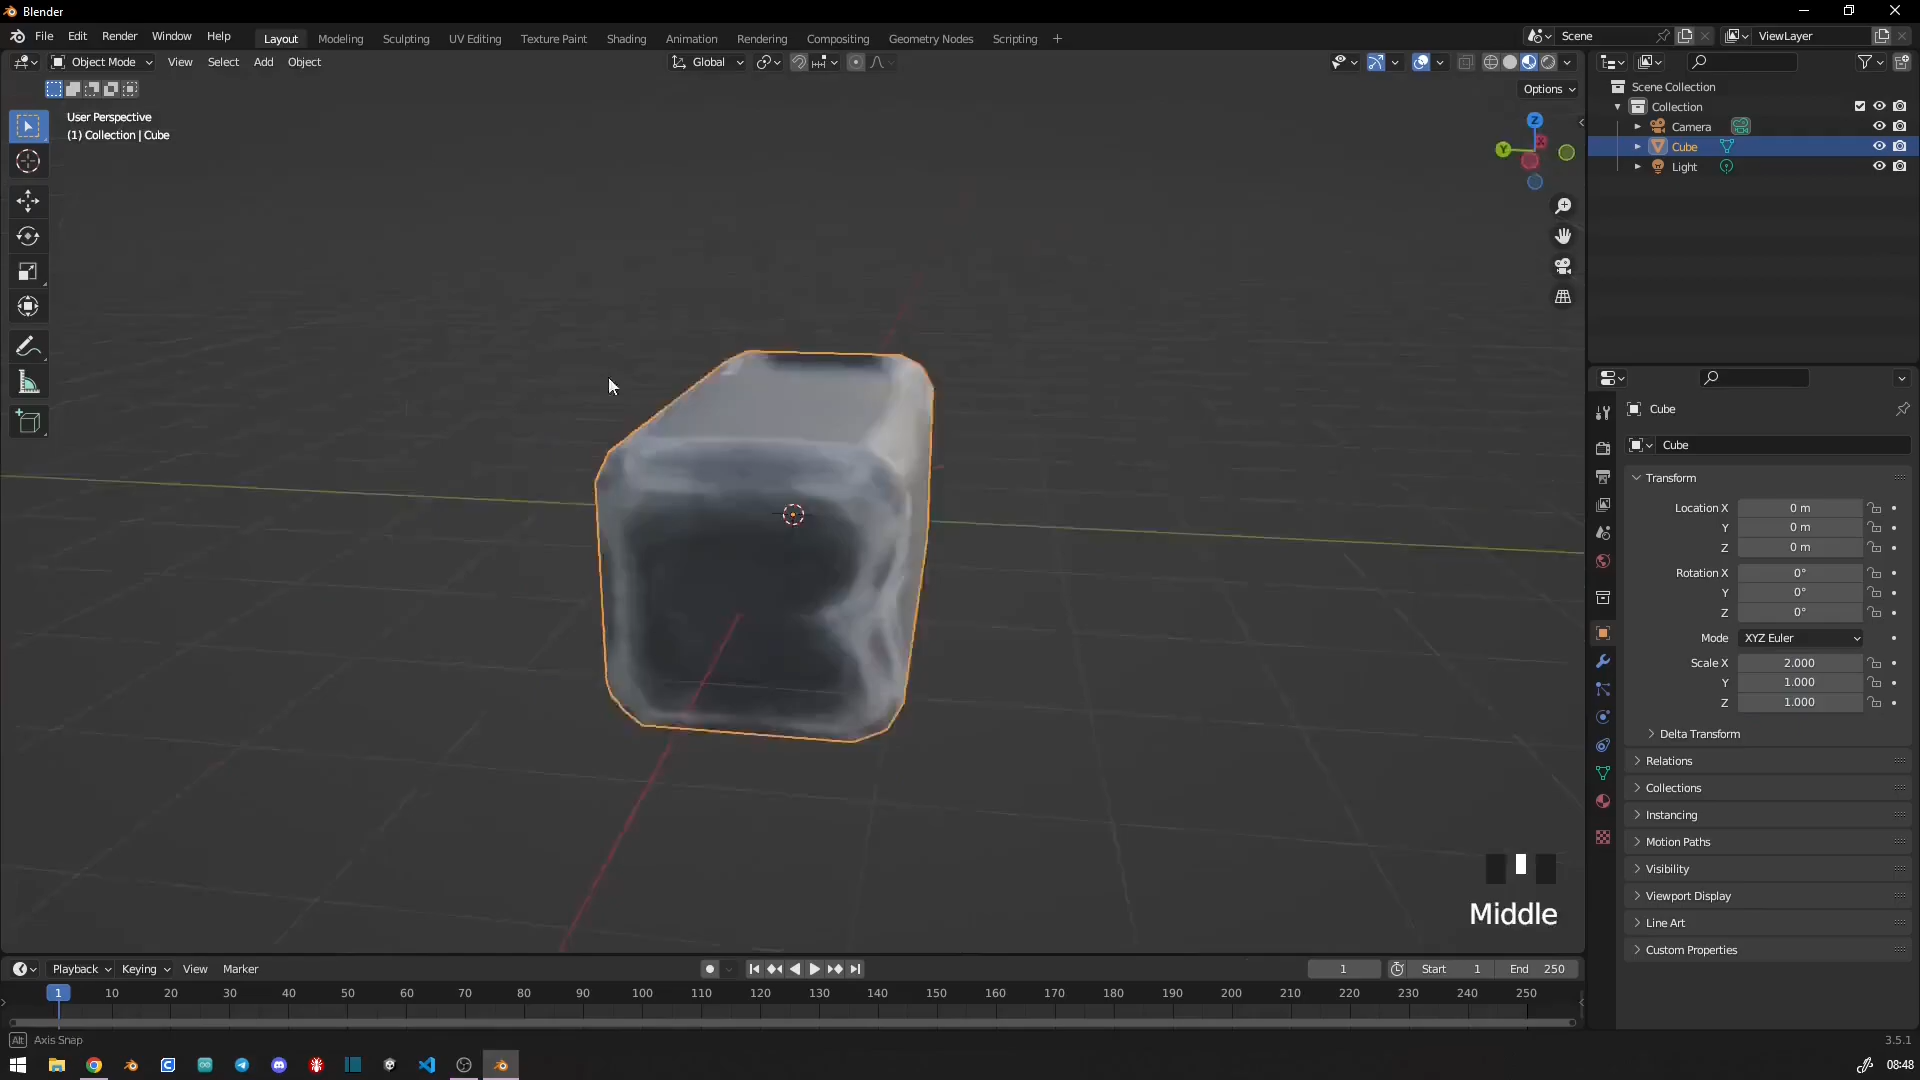 Blender
File Edit Render Window Help Layout Modeling Sculpting UV Editing Texture Paint Shading Animation Rendering Compositing Geometry Nodes Scripting + Scene ViewLayer
Object Mode View Select Add Object Global
Options
User Perspective
(1) Collection | Cube
Z
Y
X
Scene Collection
Collection
Camera
Cube
Light
Cube
Cube
Transform
Location X 0 m
Y 0 m
Z 0 m
Rotation X 0°
Y 0°
Z 0°
Mode XYZ Euler
Scale X 2.000
Y 1.000
Z 1.000
Delta Transform
Relations
Collections
Instancing
Motion Paths
Visibility
Viewport Display
Line Art
Custom Properties
Middle
Playback Keying View Marker 1 Start 1 End 250
1 10 20 30 40 50 60 70 80 90 100 110 120 130 140 150 160 170 180 190 200 210 220 230 240 250
Alt Axis Snap 3.5.1
08:48